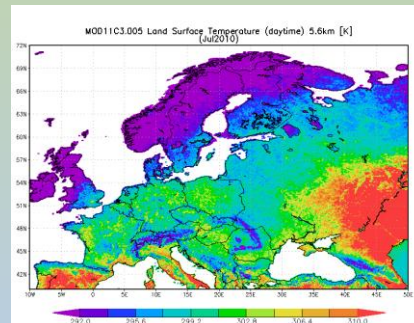 MOD11C3.005 Land Surface Temperature (daytime) 5.6km [K]
(Jul2010)
72N
69N
66N
63N
60N
57N
54N
51N
48N
45N
42N
10W 5W 0 5E 10E 15E 20E 25E 30E 35E 40E 45E 50E
292.0 295.6 299.2 302.8 306.4 310.0